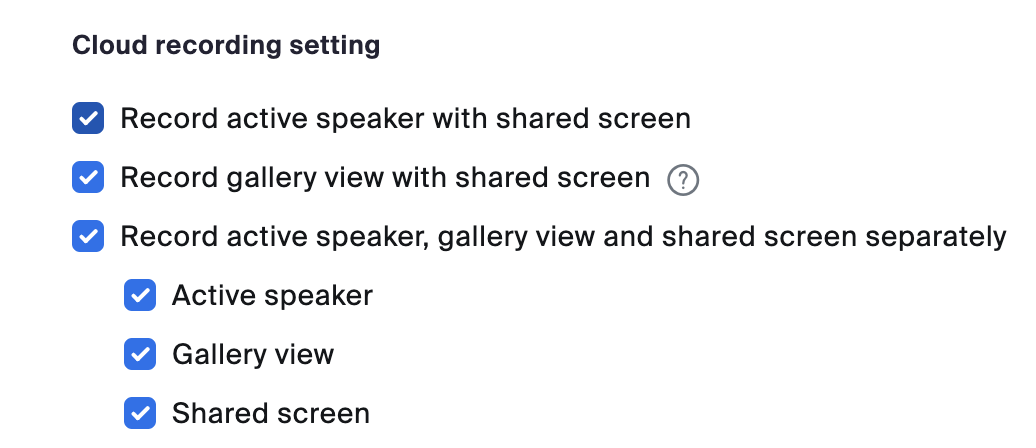 Cloud recording setting
Record active speaker with shared screen
Record gallery view with shared screen ?
Record active speaker, gallery view and shared screen separately
Active speaker
Gallery view
Shared screen